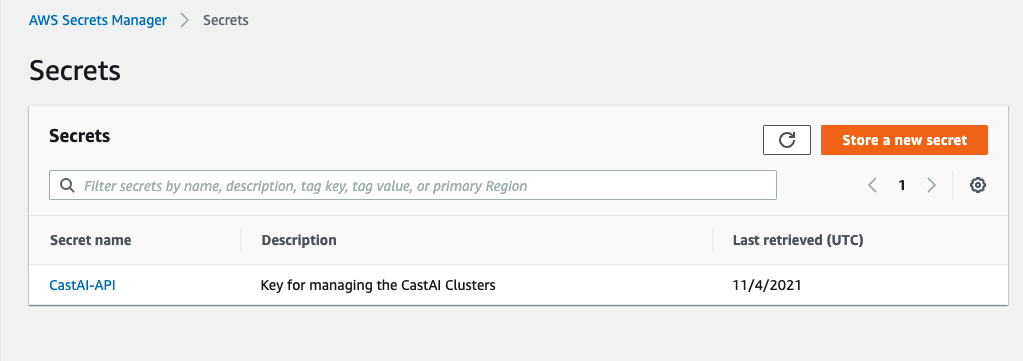 AWS Secrets Manager > Secrets
Secrets
Secrets
Store a new secret
Filter secrets by name, description, tag key, tag value, or primary Region
< 1 >
Secret name Description Last retrieved (UTC)
CastAI-API Key for managing the CastAI Clusters 11/4/2021